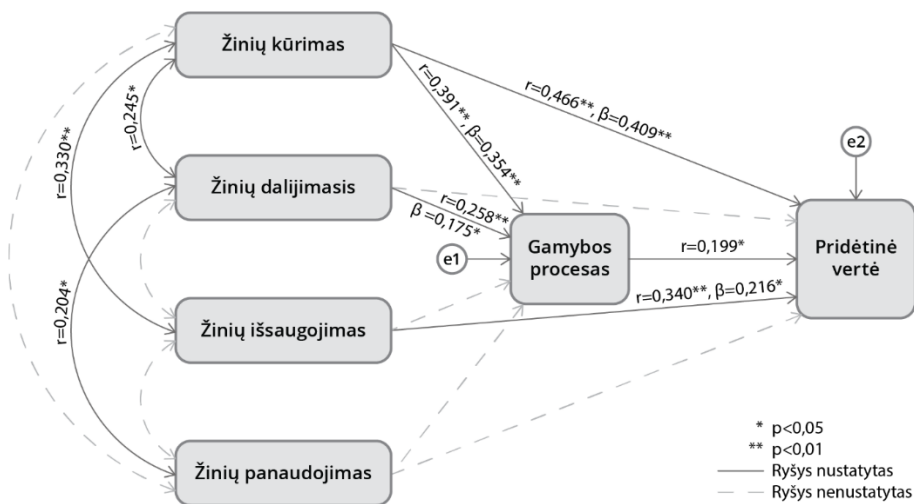 Žinių kūrimas
r=0,245*
r=0,330**
r=0,391**, β=0,354**
r=0,466**, β=0,409**
e2
Žinių dalijimasis
r=0,258**
β =0,175*
r=0,204*
e1
Gamybos
procesas
r=0,199*
Pridėtinė
vertė
r=0,340**, β=0,216*
Žinių išsaugojimas
Žinių panaudojimas
* p<0,05
** p<0,01
Ryšys nustatytas
Ryšys nenustatytas